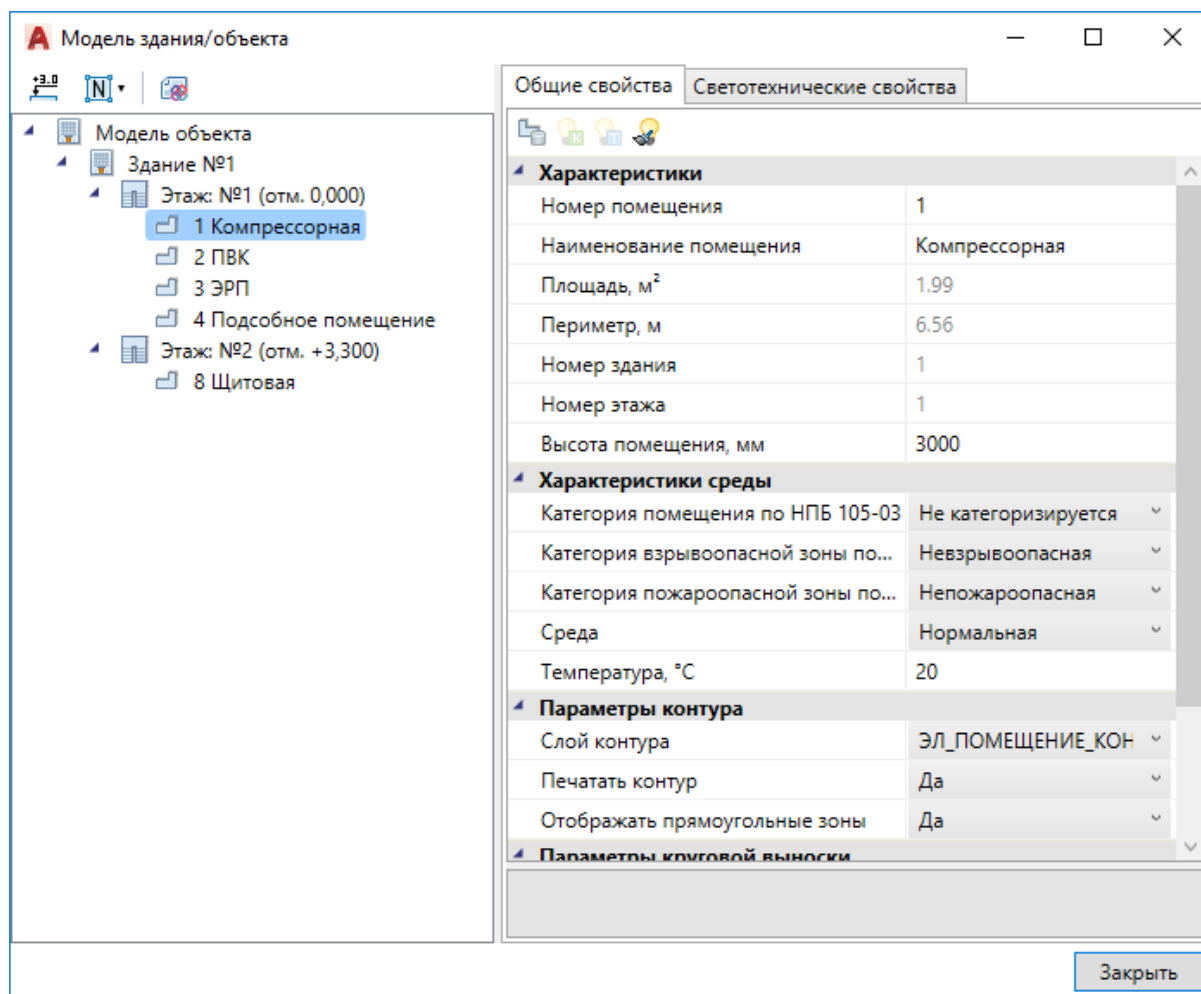 Модель здания/объекта
Общие свойства Светотехнические свойства
Модель объекта
Здание №1
Этаж: №1 (отм. 0,000)
1 Компрессорная
2 ПВК
3 ЭРП
4 Подсобное помещение
Этаж: №2 (отм. +3,300)
8 Щитовая
Характеристики
Номер помещения 1
Наименование помещения Компрессорная
Площадь, м² 1.99
Периметр, м 6.56
Номер здания 1
Номер этажа 1
Высота помещения, мм 3000
Характеристики среды
Категория помещения по НПБ 105-03 Не категоризируется
Категория взрывоопасной зоны по... Невзрывоопасная
Категория пожароопасной зоны по... Непожароопасная
Среда Нормальная
Температура, °C 20
Параметры контура
Слой контура ЭЛ_ПОМЕЩЕНИЕ_КОН
Печатать контур Да
Отображать прямоугольные зоны Да
Параметры круговой выноски
Закрыть